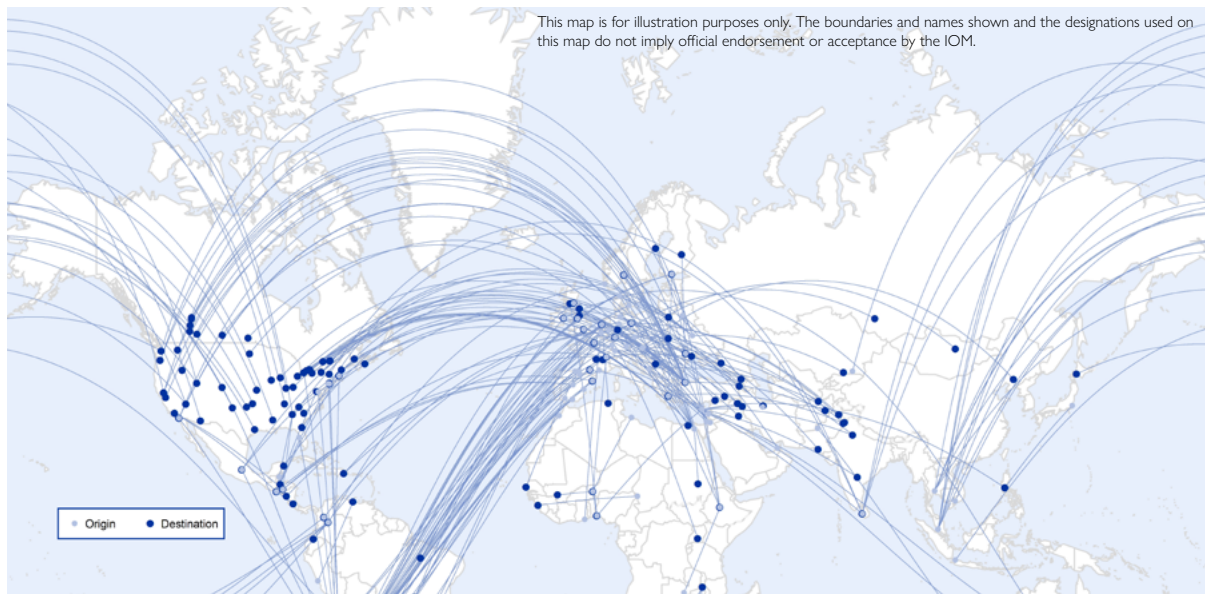 This map is for illustration purposes only. The boundaries and names shown and the designations used on
this map do not imply official endorsement or acceptance by the IOM.
Origin
Destination